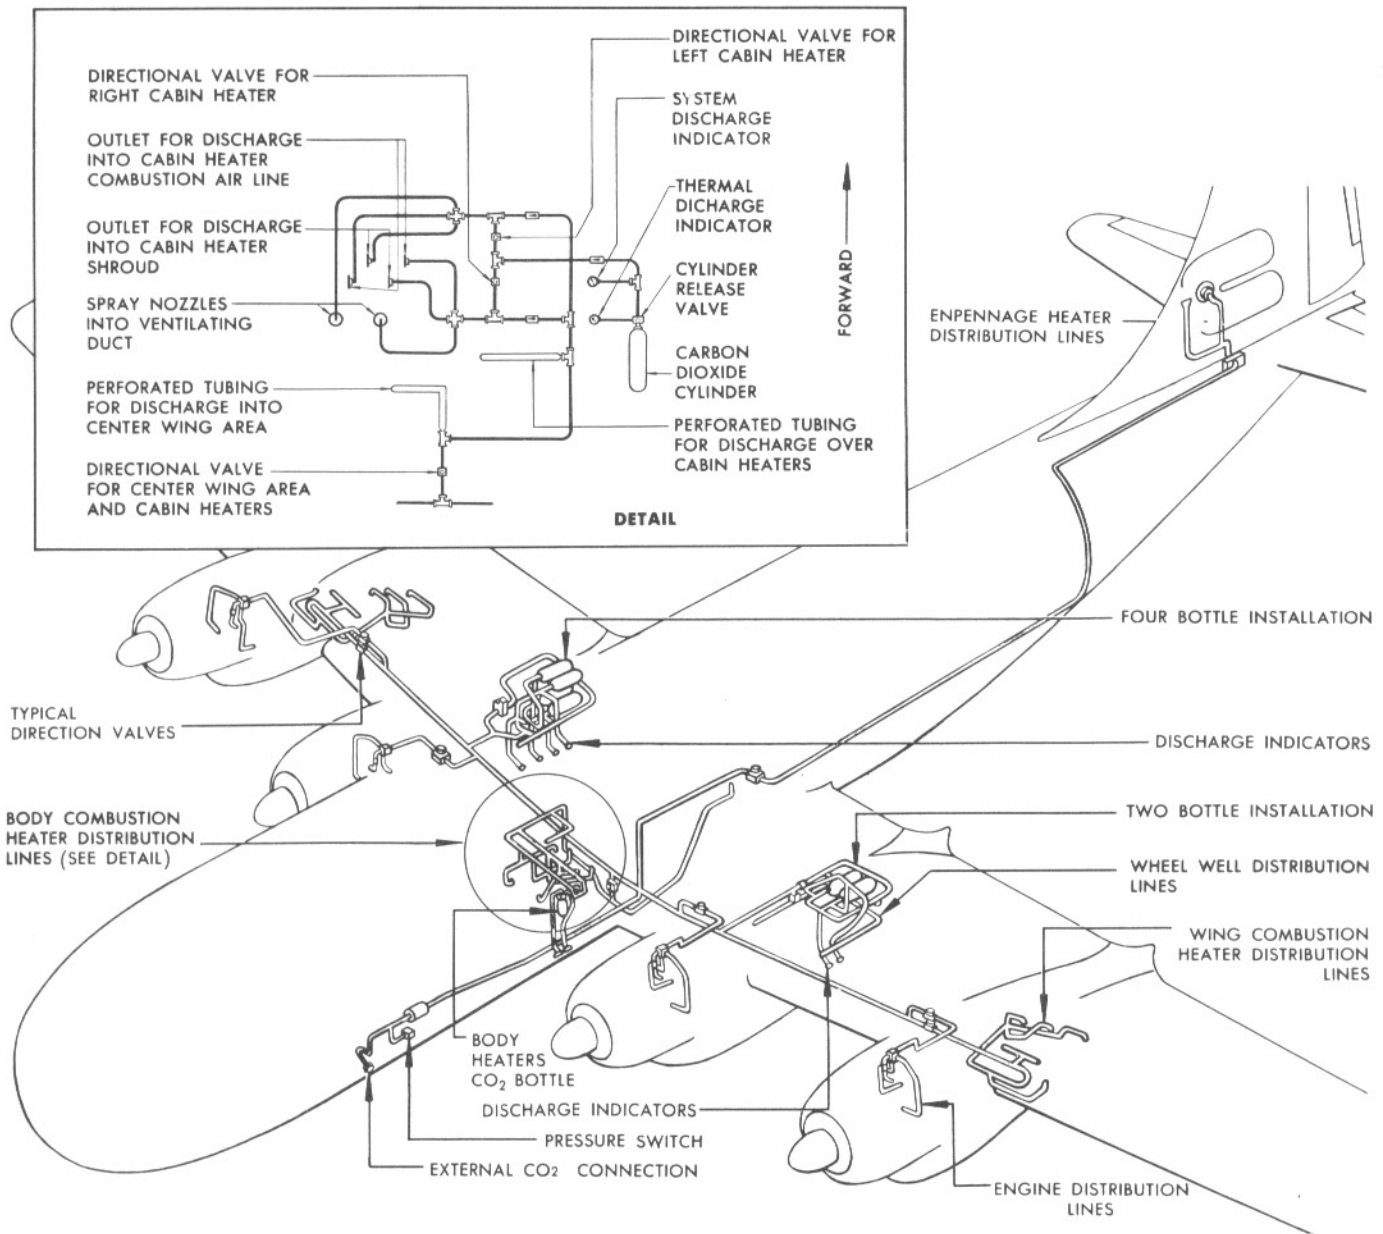 DIRECTIONAL VALVE FOR
LEFT CABIN HEATER
DIRECTIONAL VALVE FOR
RIGHT CABIN HEATER
SYSTEM
DISCHARGE
INDICATOR
OUTLET FOR DISCHARGE
INTO CABIN HEATER
COMBUSTION AIR LINE
THERMAL
DICHARGE
INDICATOR
OUTLET FOR DISCHARGE
INTO CABIN HEATER
SHROUD
CYLINDER
RELEASE
VALVE
FORWARD
SPRAY NOZZLES
INTO VENTILATING
DUCT
CARBON
DIOXIDE
CYLINDER
PERFORATED TUBING
FOR DISCHARGE INTO
CENTER WING AREA
PERFORATED TUBING
FOR DISCHARGE OVER
CABIN HEATERS
DIRECTIONAL VALVE
FOR CENTER WING AREA
AND CABIN HEATERS
DETAIL
ENPENNAGE HEATER
DISTRIBUTION LINES
FOUR BOTTLE INSTALLATION
TYPICAL
DIRECTION VALVES
DISCHARGE INDICATORS
BODY COMBUSTION
HEATER DISTRIBUTION
LINES (SEE DETAIL)
TWO BOTTLE INSTALLATION
WHEEL WELL DISTRIBUTION
LINES
WING COMBUSTION
HEATER DISTRIBUTION
LINES
BODY
HEATERS
CO2 BOTTLE
DISCHARGE INDICATORS
PRESSURE SWITCH
EXTERNAL CO2 CONNECTION
ENGINE DISTRIBUTION
LINES